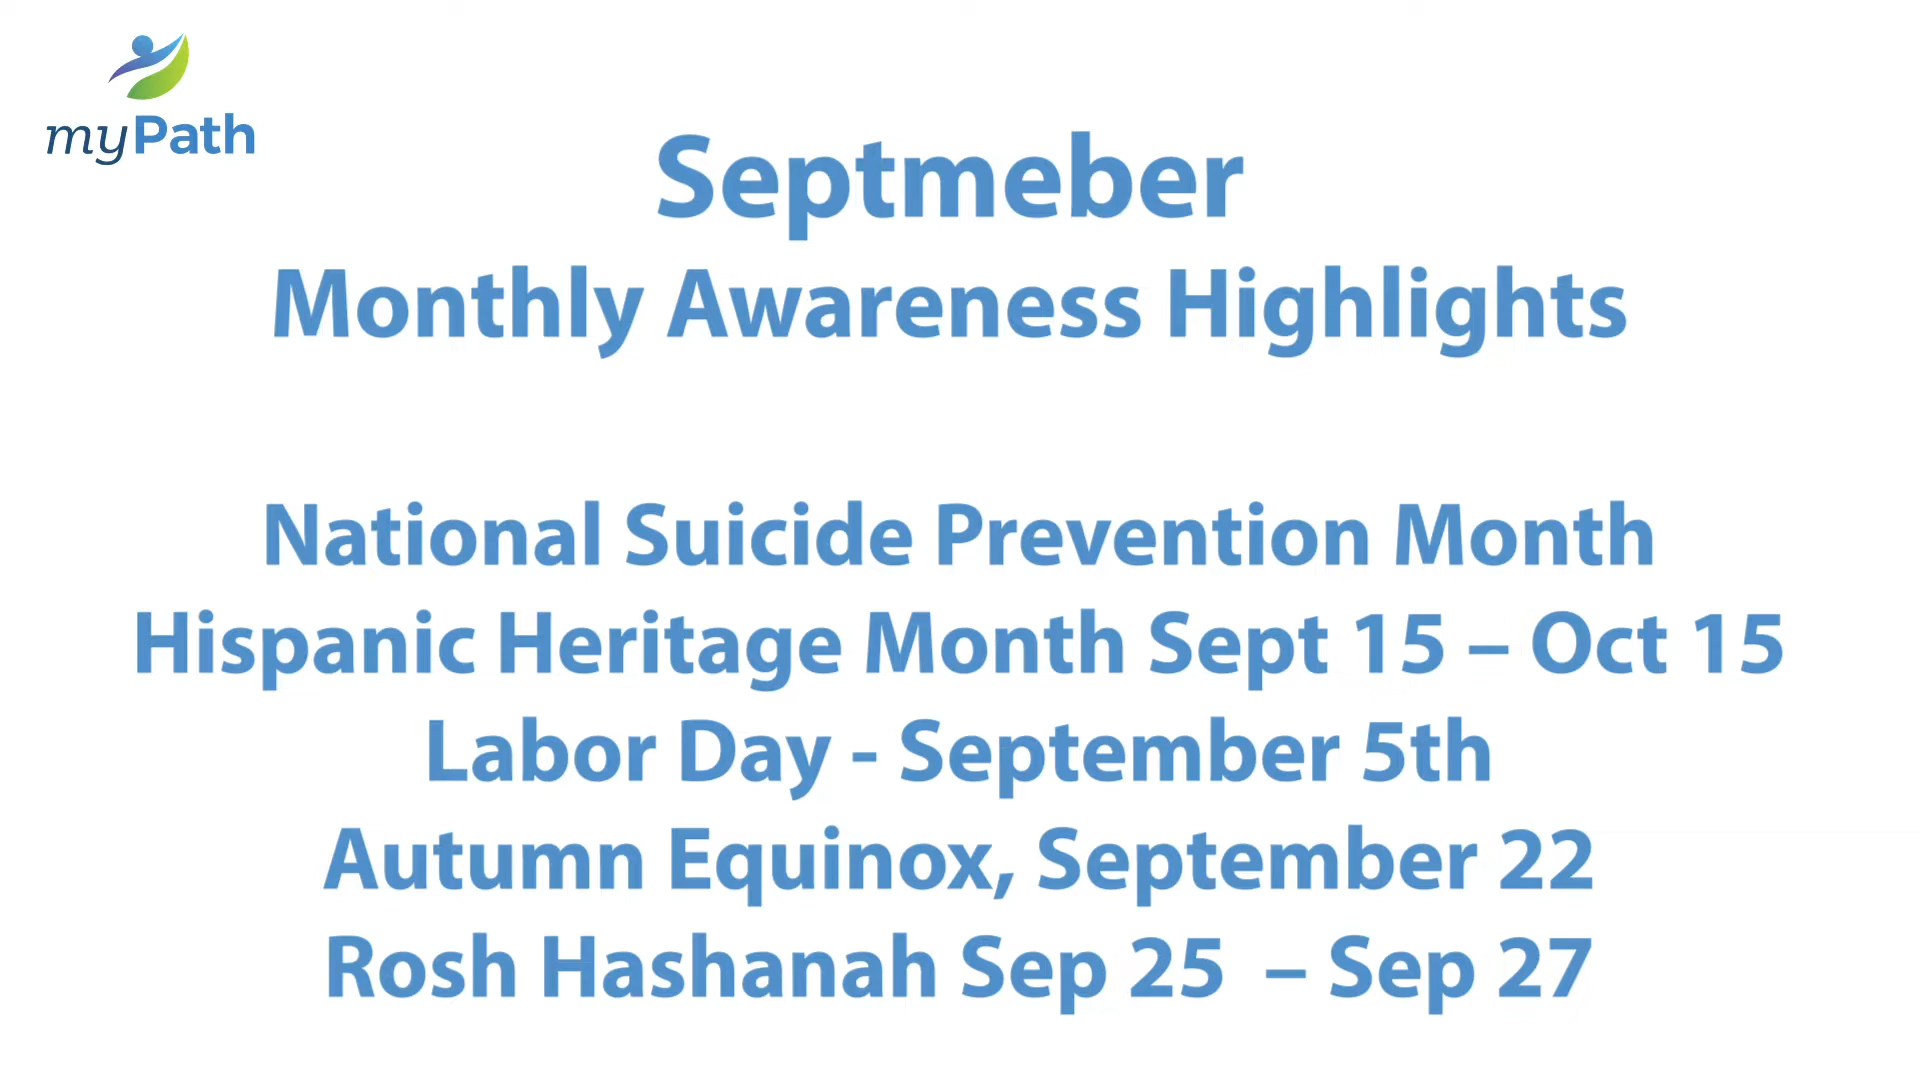 myPath
Septmeber
Monthly Awareness Highlights
National Suicide Prevention Month
Hispanic Heritage Month Sept 15 – Oct 15
Labor Day - September 5th
Autumn Equinox, September 22
Rosh Hashanah Sep 25 – Sep 27